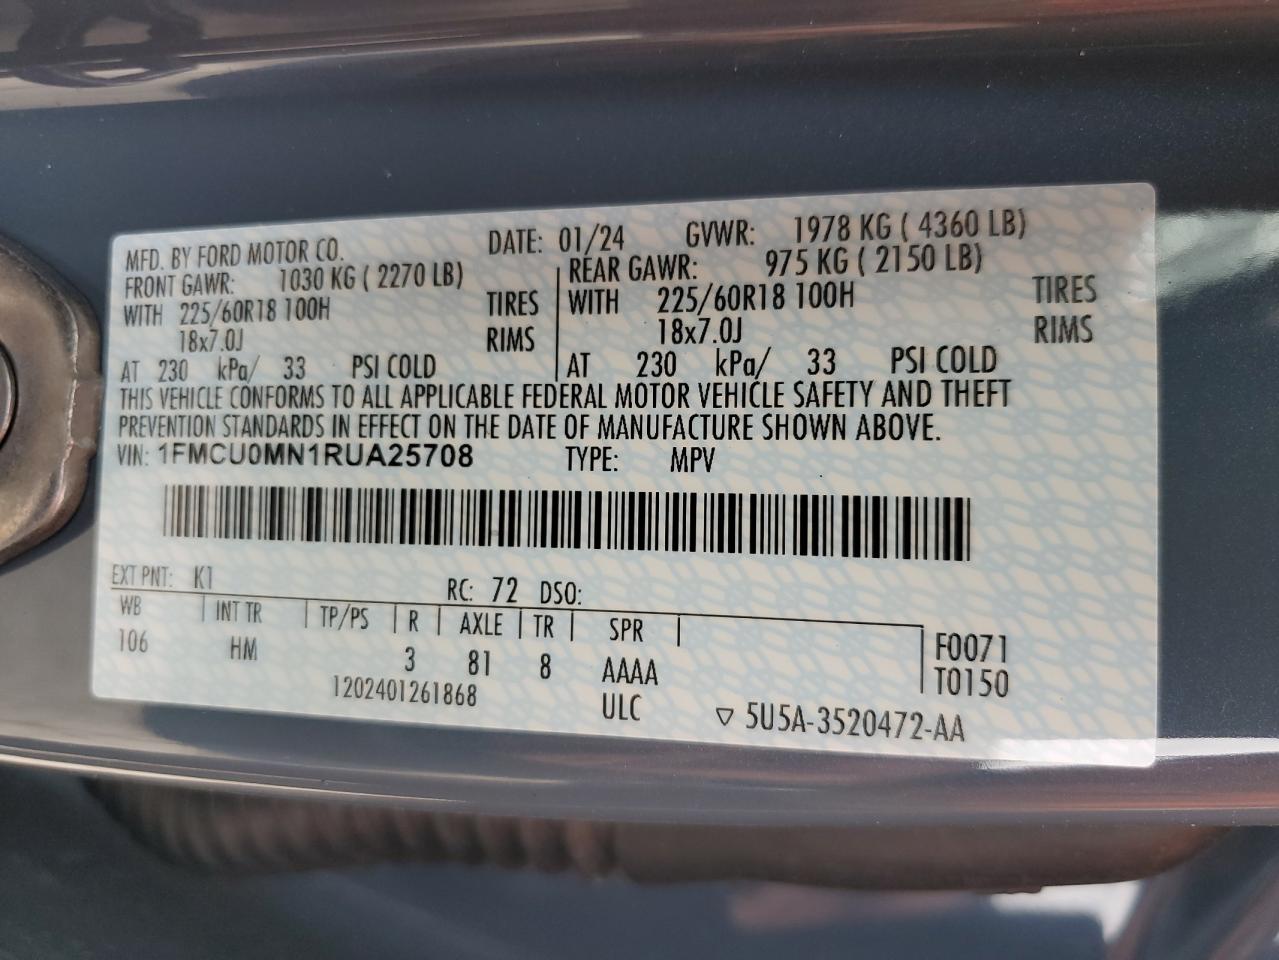 MFD. BY FORD MOTOR CO. DATE: 01/24 GVWR: 1978 KG ( 4360 LB)
FRONT GAWR: 1030 KG ( 2270 LB) REAR GAWR: 975 KG ( 2150 LB)
WITH 225/60R18 100H TIRES WITH 225/60R18 100H TIRES
18x7.0J RIMS 18x7.0J RIMS
AT 230 kPa/ 33 PSI COLD AT 230 kPa/ 33 PSI COLD
THIS VEHICLE CONFORMS TO ALL APPLICABLE FEDERAL MOTOR VEHICLE SAFETY AND THEFT
PREVENTION STANDARDS IN EFFECT ON THE DATE OF MANUFACTURE SHOWN ABOVE.
VIN: 1FMCU0MN1RUA25708 TYPE: MPV
EXT PNT: K1 RC: 72 DSO:
WB INT TR TP/PS R AXLE TR SPR F0071
106 HM 3 81 8 AAAA T0150
1202401261868 ULC ▽ 5U5A-3520472-AA